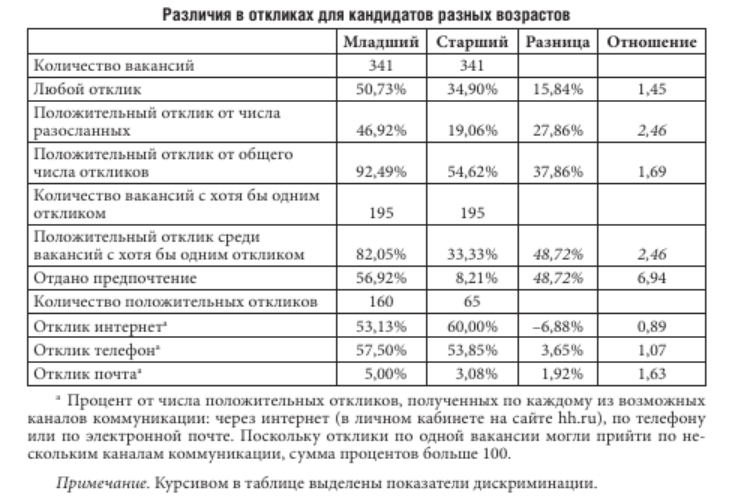 Различия в откликах для кандидатов разных возрастов
Младший Старший Разница Отношение
Количество вакансий 341 341
Любой отклик 50,73% 34,90% 15,84% 1,45
Положительный отклик от числа
разосланных 46,92% 19,06% 27,86% 2,46
Положительный отклик от общего
числа откликов 92,49% 54,62% 37,86% 1,69
Количество вакансий с хотя бы одним
откликом 195 195
Положительный отклик среди
вакансий с хотя бы одним откликом 82,05% 33,33% 48,72% 2,46
Отдано предпочтение 56,92% 8,21% 48,72% 6,94
Количество положительных откликов 160 65
Отклик интернетᵃ 53,13% 60,00% –6,88% 0,89
Отклик телефонᵃ 57,50% 53,85% 3,65% 1,07
Отклик почтаᵃ 5,00% 3,08% 1,92% 1,63
ᵃ Процент от числа положительных откликов, полученных по каждому из возможных
каналов коммуникации: через интернет (в личном кабинете на сайте hh.ru), по телефону
или по электронной почте. Поскольку отклики по одной вакансии могли прийти по не-
скольким каналам коммуникации, сумма процентов больше 100.
Примечание. Курсивом в таблице выделены показатели дискриминации.